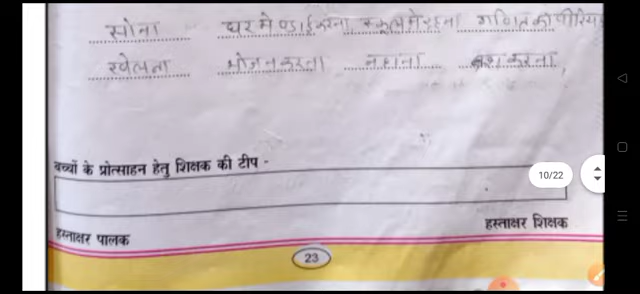 सोना घर मे पढाई करना स्कूल मे रहना गणित की पीरिय
खेलना भोजन करना नहाना करना,
बच्चों के प्रोत्साहन हेतु शिक्षक की टीप -
10/22
हस्ताक्षर पालक हस्ताक्षर शिक्षक
23